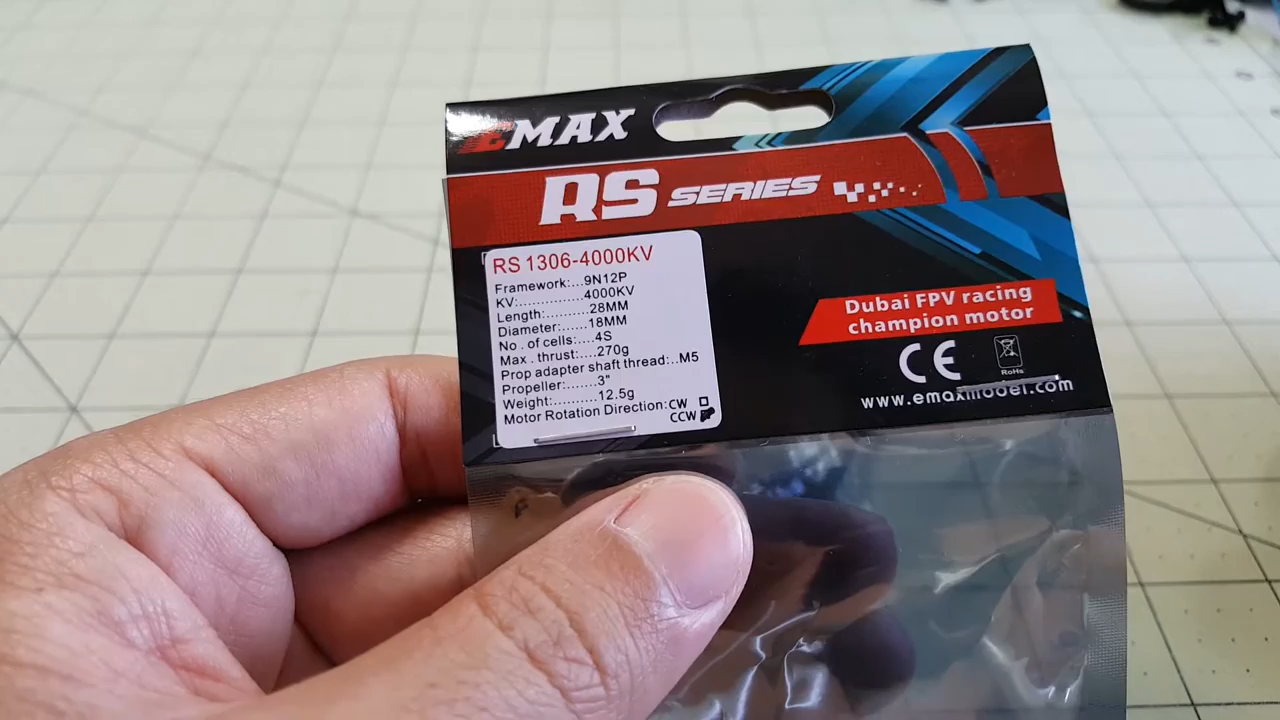 EMAX
RS SERIES
RS 1306-4000KV
Framework:...9N12P
KV:..............4000KV
Length:..........28MM
Diameter:......18MM
No . of cells:....4S
Max . thrust:....270g
Prop adapter shaft thread:..M5
Propeller:.......3"
Weight:..........12.5g
Motor Rotation Direction:CW
CCW
Dubai FPV racing
champion motor
CE
RoHs
www.emaxmodel.com